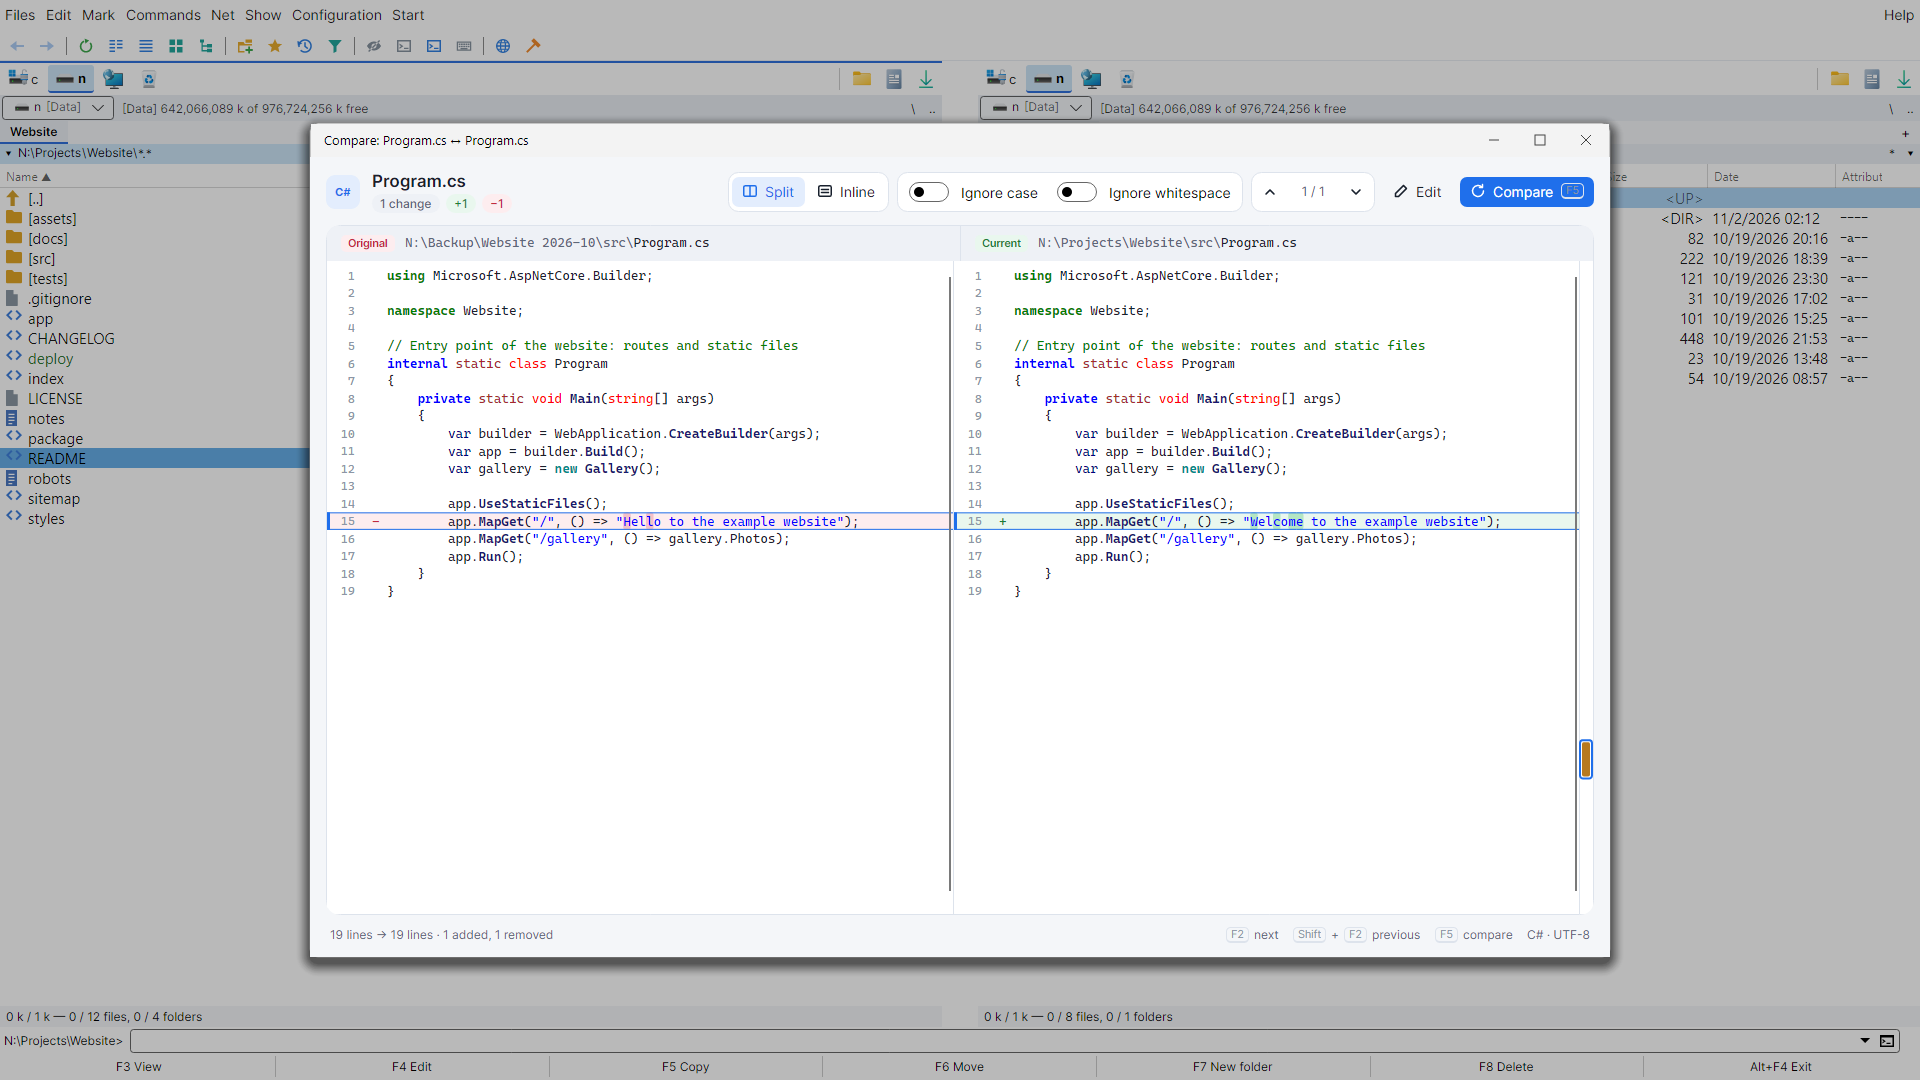 Files Edit Mark Commands Net Show Configuration Start Help
c n c n
n [Data] [Data] 642,066,089 k of 976,724,256 k free \ ..
n [Data] [Data] 642,066,089 k of 976,724,256 k free \ ..
Website +
N:\Projects\Website\*.* *
Name Date Attribut
[..] <UP>
[assets] <DIR> 11/2/2026 02:12 ----
[docs] 82 10/19/2026 20:16 -a--
[src] 222 10/19/2026 18:39 -a--
[tests] 121 10/19/2026 23:30 -a--
.gitignore 31 10/19/2026 17:02 -a--
app 101 10/19/2026 15:25 -a--
CHANGELOG 448 10/19/2026 21:53 -a--
deploy 23 10/19/2026 13:48 -a--
index 54 10/19/2026 08:57 -a--
LICENSE
notes
package
README
robots
sitemap
styles
Compare: Program.cs ↔ Program.cs
C# Program.cs
1 change +1 −1
Split Inline Ignore case Ignore whitespace 1 / 1 Edit Compare F5
Original N:\Backup\Website 2026-10\src\Program.cs
1 using Microsoft.AspNetCore.Builder;
2
3 namespace Website;
4
5 // Entry point of the website: routes and static files
6 internal static class Program
7 {
8 private static void Main(string[] args)
9 {
10 var builder = WebApplication.CreateBuilder(args);
11 var app = builder.Build();
12 var gallery = new Gallery();
13
14 app.UseStaticFiles();
15 − app.MapGet("/", () => "Hello to the example website");
16 app.MapGet("/gallery", () => gallery.Photos);
17 app.Run();
18 }
19 }
Current N:\Projects\Website\src\Program.cs
1 using Microsoft.AspNetCore.Builder;
2
3 namespace Website;
4
5 // Entry point of the website: routes and static files
6 internal static class Program
7 {
8 private static void Main(string[] args)
9 {
10 var builder = WebApplication.CreateBuilder(args);
11 var app = builder.Build();
12 var gallery = new Gallery();
13
14 app.UseStaticFiles();
15 + app.MapGet("/", () => "Welcome to the example website");
16 app.MapGet("/gallery", () => gallery.Photos);
17 app.Run();
18 }
19 }
19 lines → 19 lines · 1 added, 1 removed
F2 next Shift + F2 previous F5 compare C# · UTF-8
0 k / 1 k — 0 / 12 files, 0 / 4 folders
0 k / 1 k — 0 / 8 files, 0 / 1 folders
N:\Projects\Website>
F3 View F4 Edit F5 Copy F6 Move F7 New folder F8 Delete Alt+F4 Exit